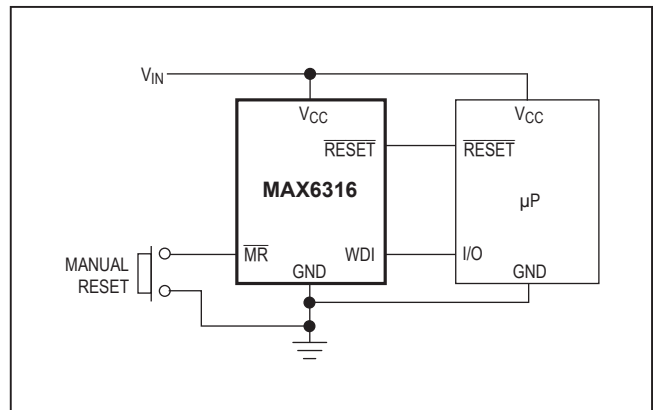 VIN
VCC
VCC
RESET
RESET
MAX6316
µP
MR
WDI
I/O
MANUAL
RESET
GND
GND